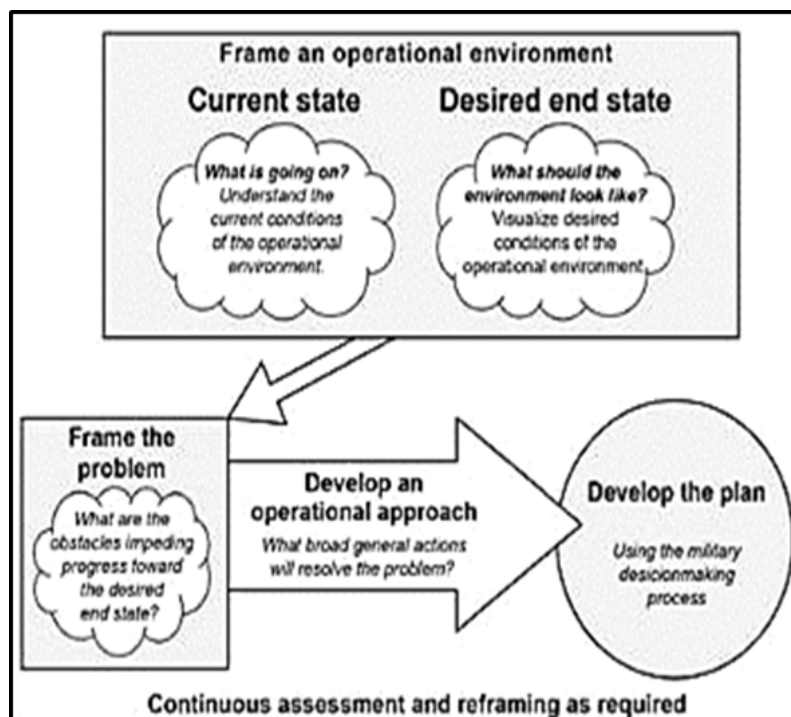 Frame an operational environment
Current state
What is going on?
Understand the
current conditions
of the operational
environment.
Desired end state
What should the
environment look like?
Visualize desired
conditions of the
operational environment
Frame the
problem
What are the
obstacles impeding
progress toward
the desired
end state?
Develop an
operational approach
What broad general actions
will resolve the problem?
Develop the plan
Using the military
desicionmaking
process
Continuous assessment and reframing as required